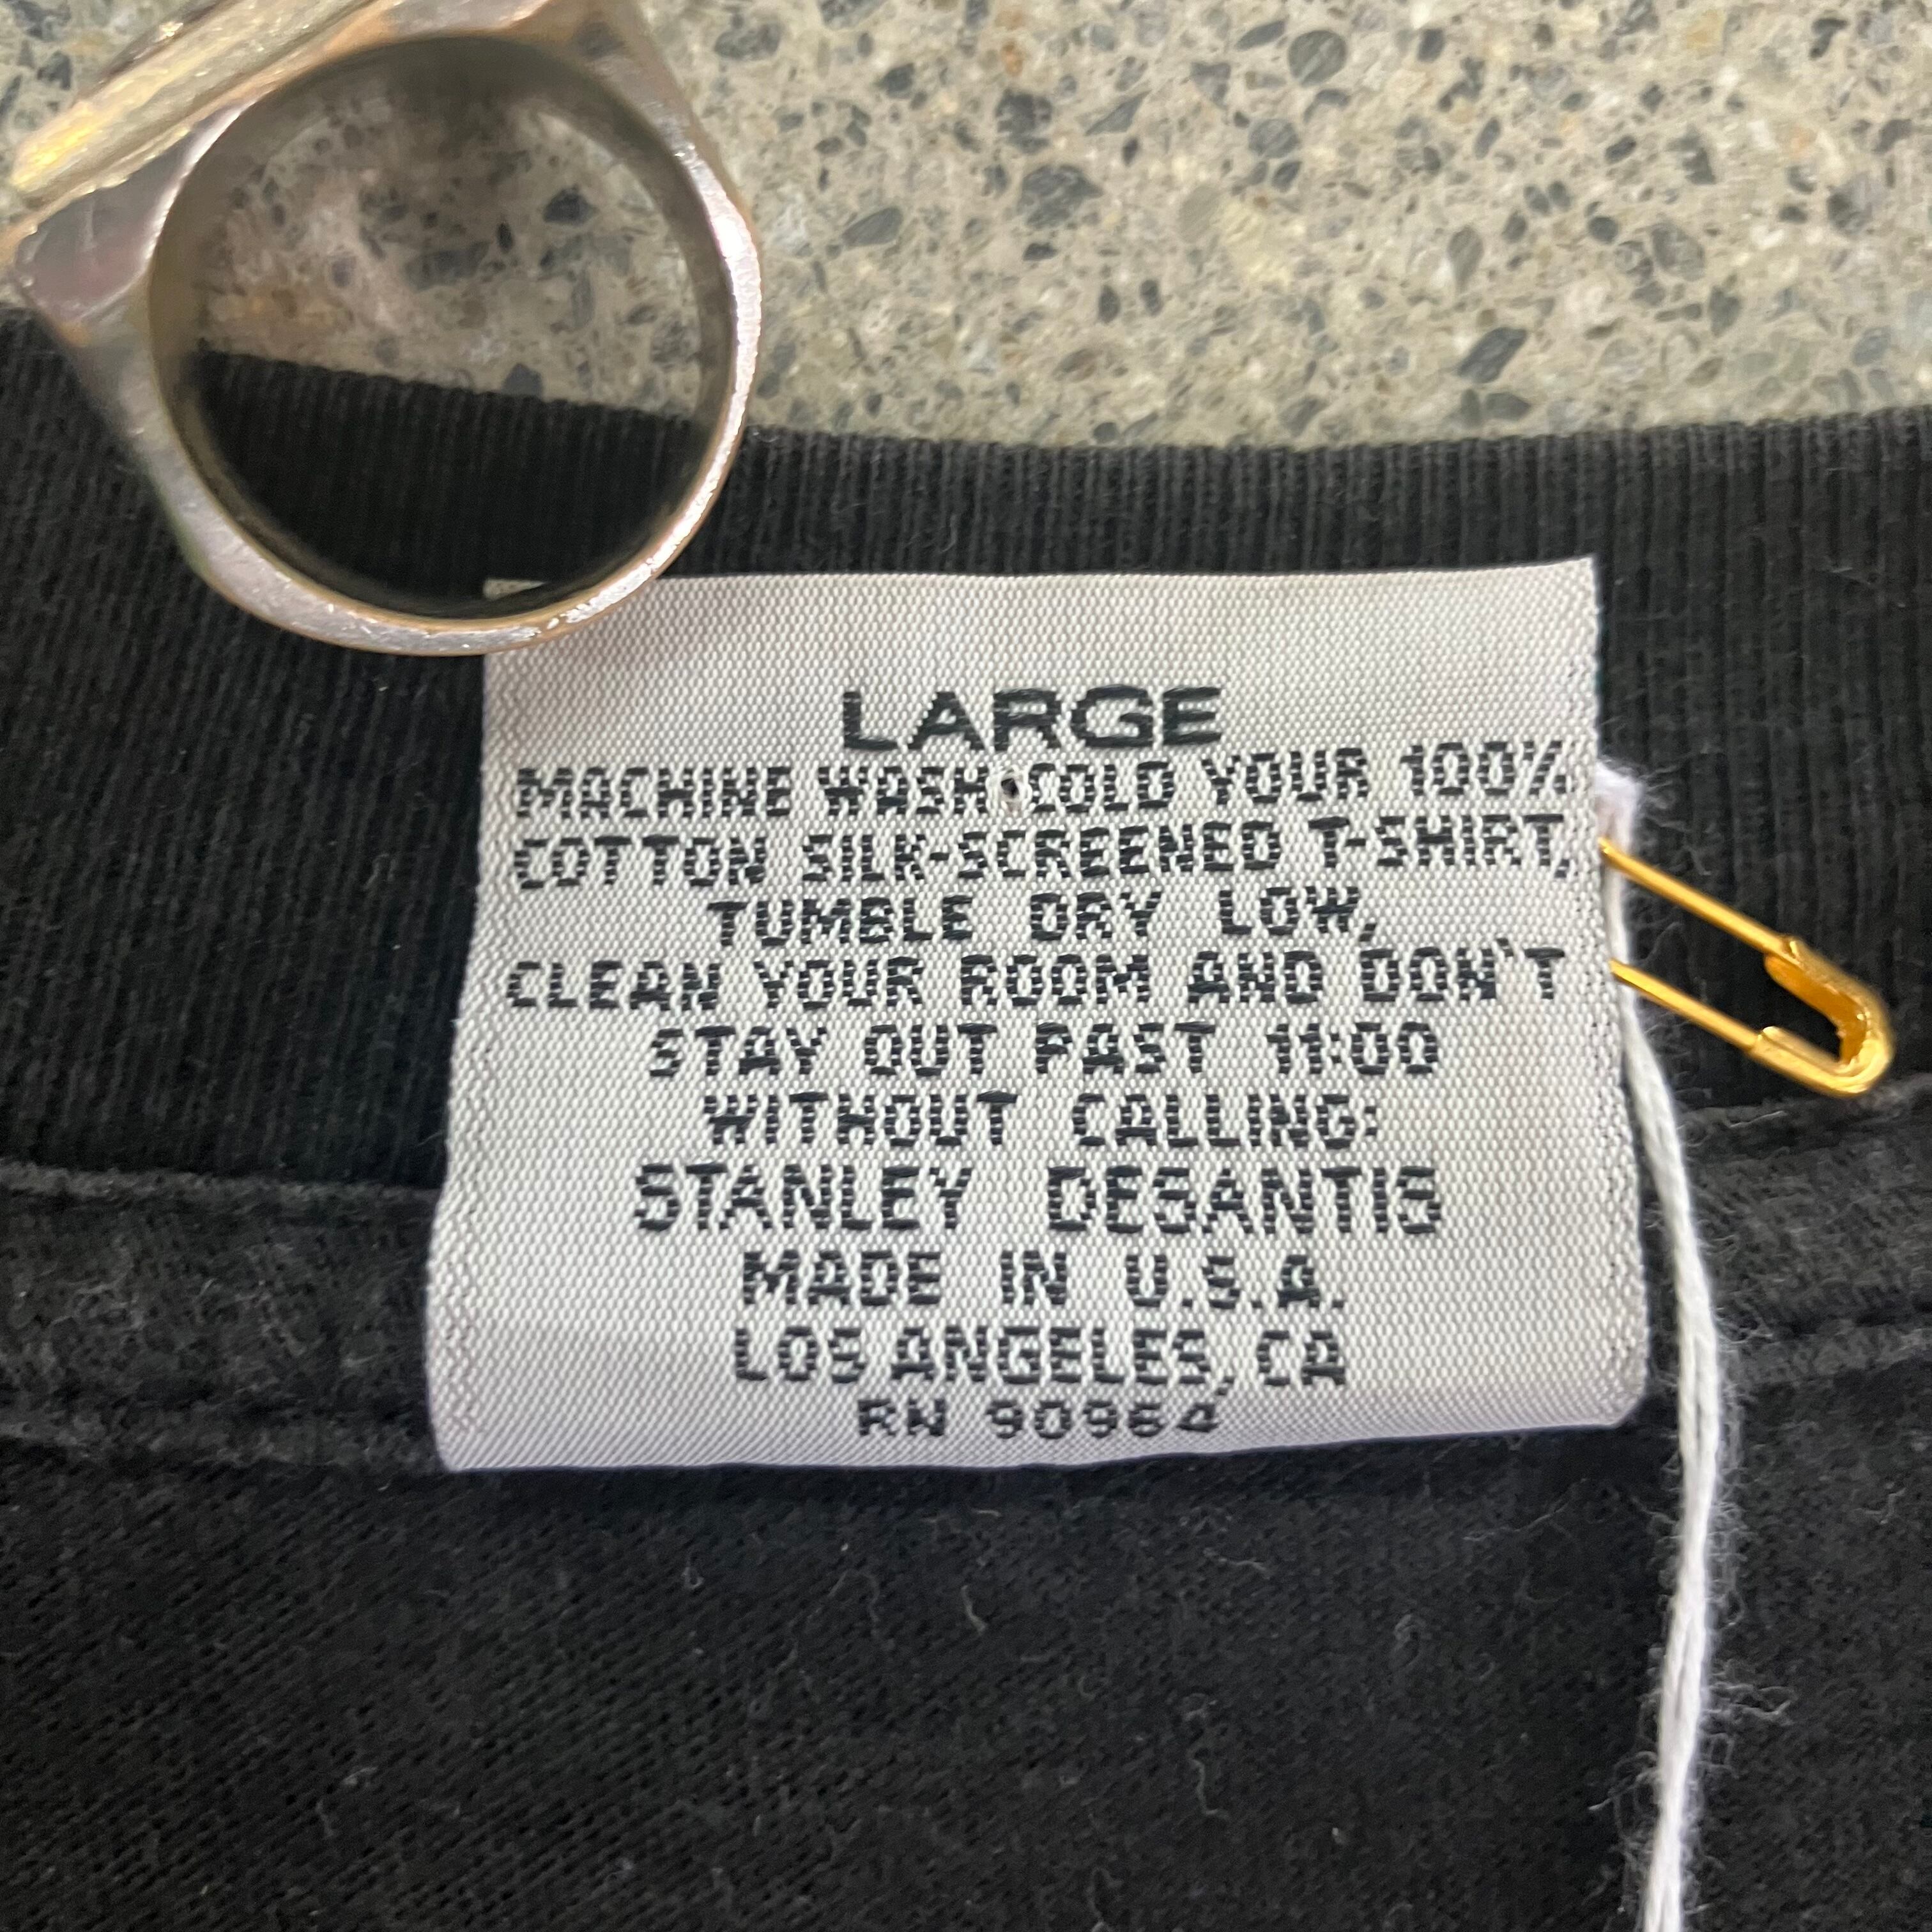 LARGE
MACHINE WASH COLD YOUR 100%
COTTON SILK-SCREENED T-SHIRT,
TUMBLE DRY LOW,
CLEAN YOUR ROOM AND DON'T
STAY OUT PAST 11:00
WITHOUT CALLING:
STANLEY DESANTIS
MADE IN U.S.A.
LOS ANGELES, CA
RN 90964